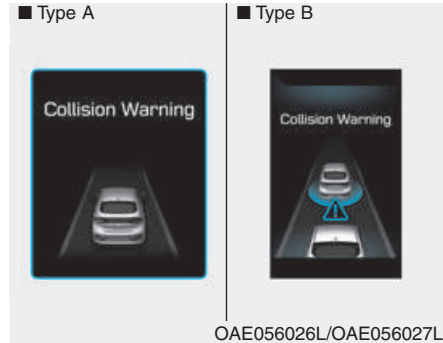 ■ Type A
■ Type B
Collision Warning
Collision Warning
OAE056026L/OAE056027L